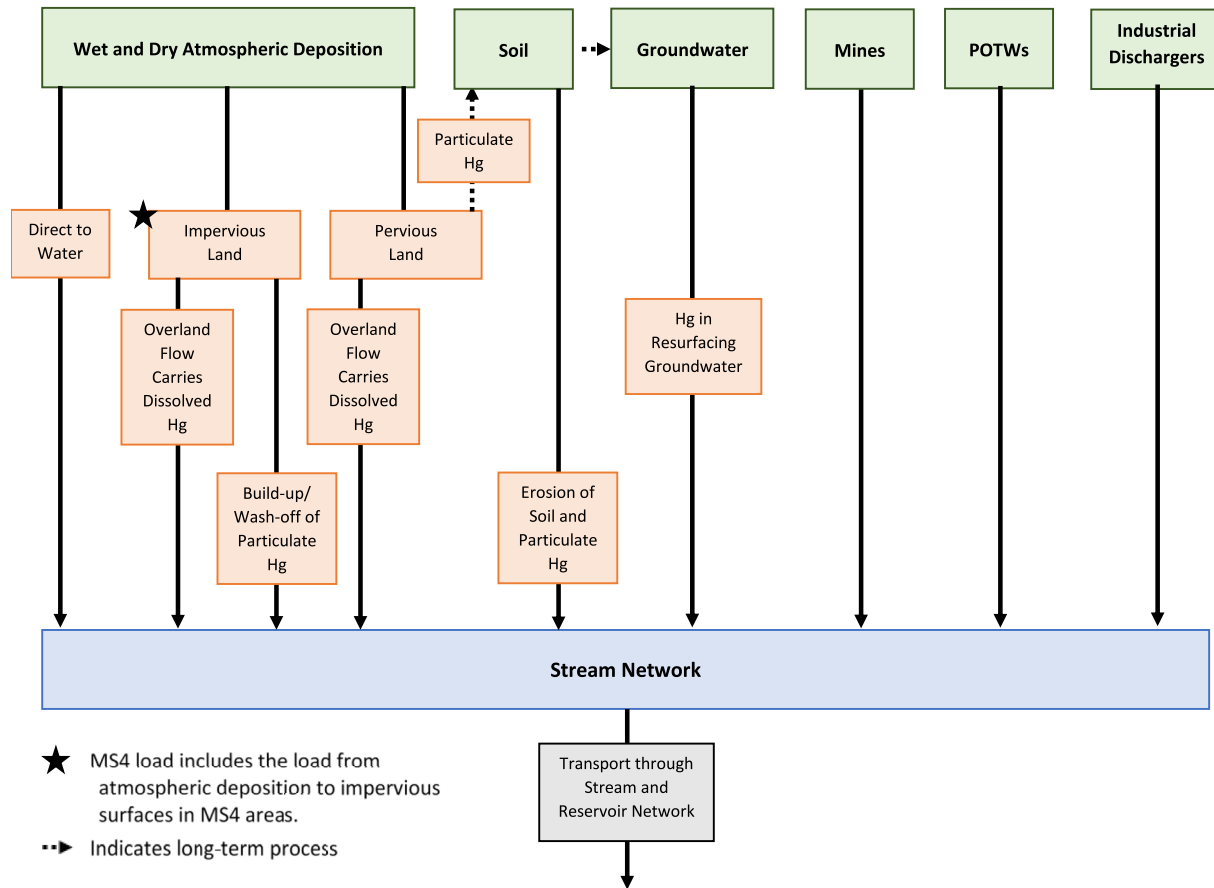 Wet and Dry Atmospheric Deposition
Soil
Groundwater
Mines
POTWs
Industrial
Dischargers
Particulate
Hg
Direct to
Water
Impervious
Land
Pervious
Land
Overland
Flow
Carries
Dissolved
Hg
Overland
Flow
Carries
Dissolved
Hg
Hg in
Resurfacing
Groundwater
Build-up/
Wash-off of
Particulate
Hg
Erosion of
Soil and
Particulate
Hg
Stream Network
Transport through
Stream and
Reservoir Network
MS4 load includes the load from
atmospheric deposition to impervious
surfaces in MS4 areas.
Indicates long-term process